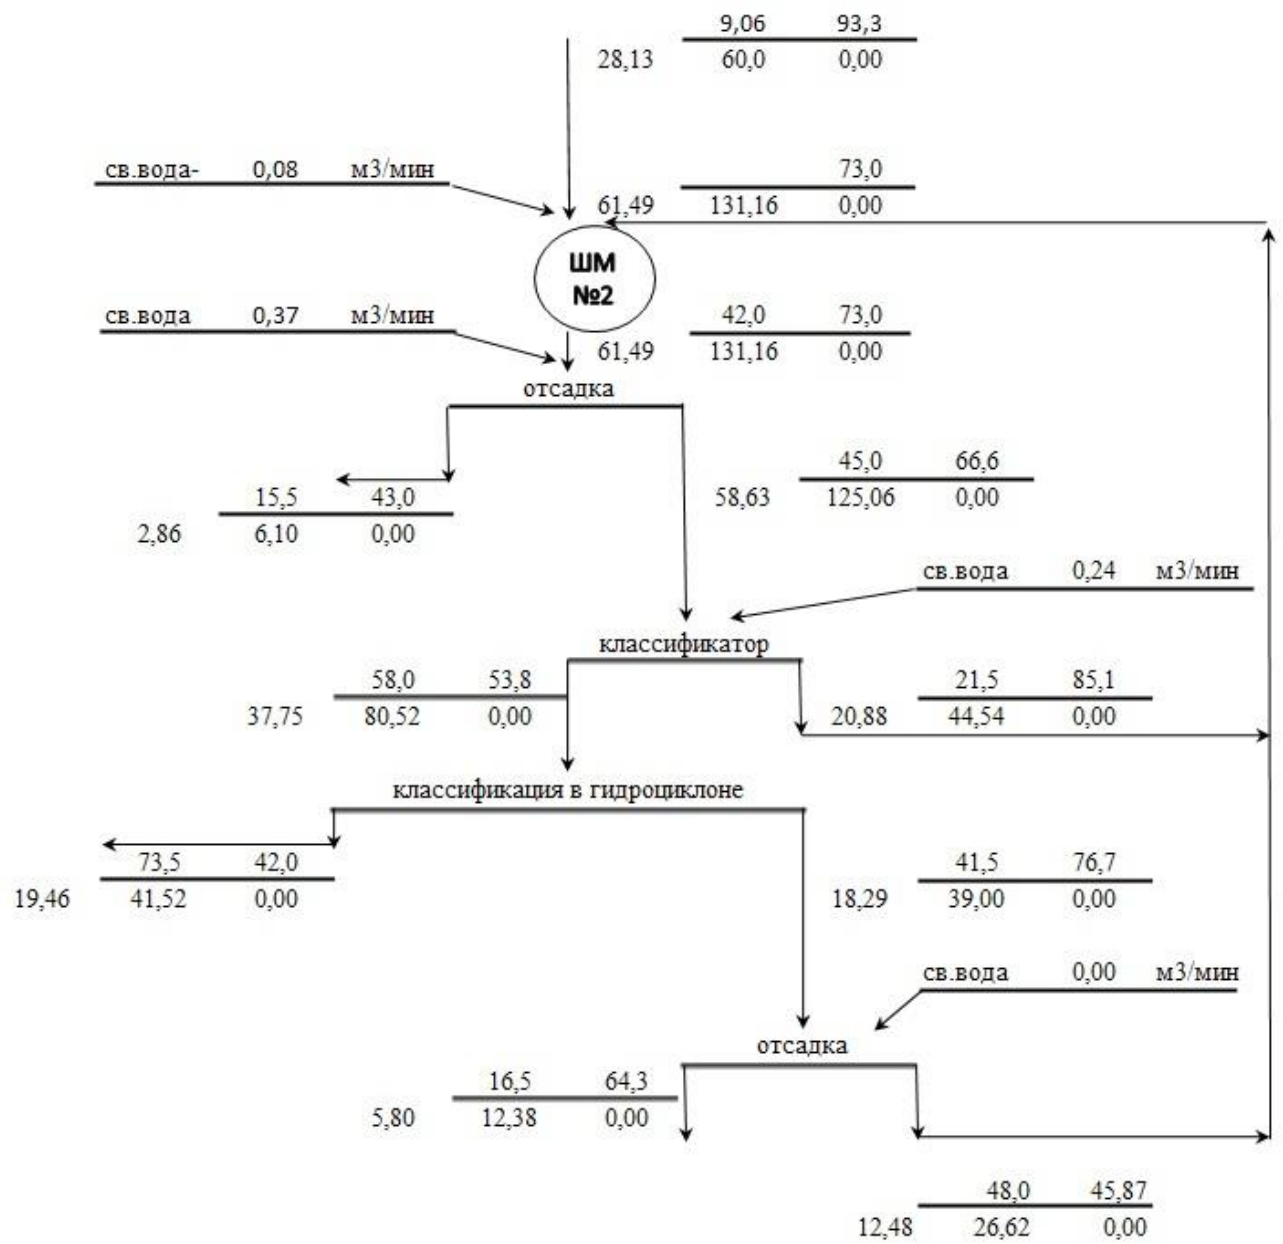 9,06 93,3
28,13 60,0 0,00
св.вода- 0,08 м3/мин 73,0
61,49 131,16 0,00
ШМ
№2
св.вода 0,37 м3/мин 42,0 73,0
61,49 131,16 0,00
отсадка
45,0 66,6
15,5 43,0 58,63 125,06 0,00
2,86 6,10 0,00
св.вода 0,24 м3/мин
классификатор
58,0 53,8 21,5 85,1
37,75 80,52 0,00 20,88 44,54 0,00
классификация в гидроциклоне
73,5 42,0 41,5 76,7
19,46 41,52 0,00 18,29 39,00 0,00
св.вода 0,00 м3/мин
отсадка
16,5 64,3
5,80 12,38 0,00
48,0 45,87
12,48 26,62 0,00